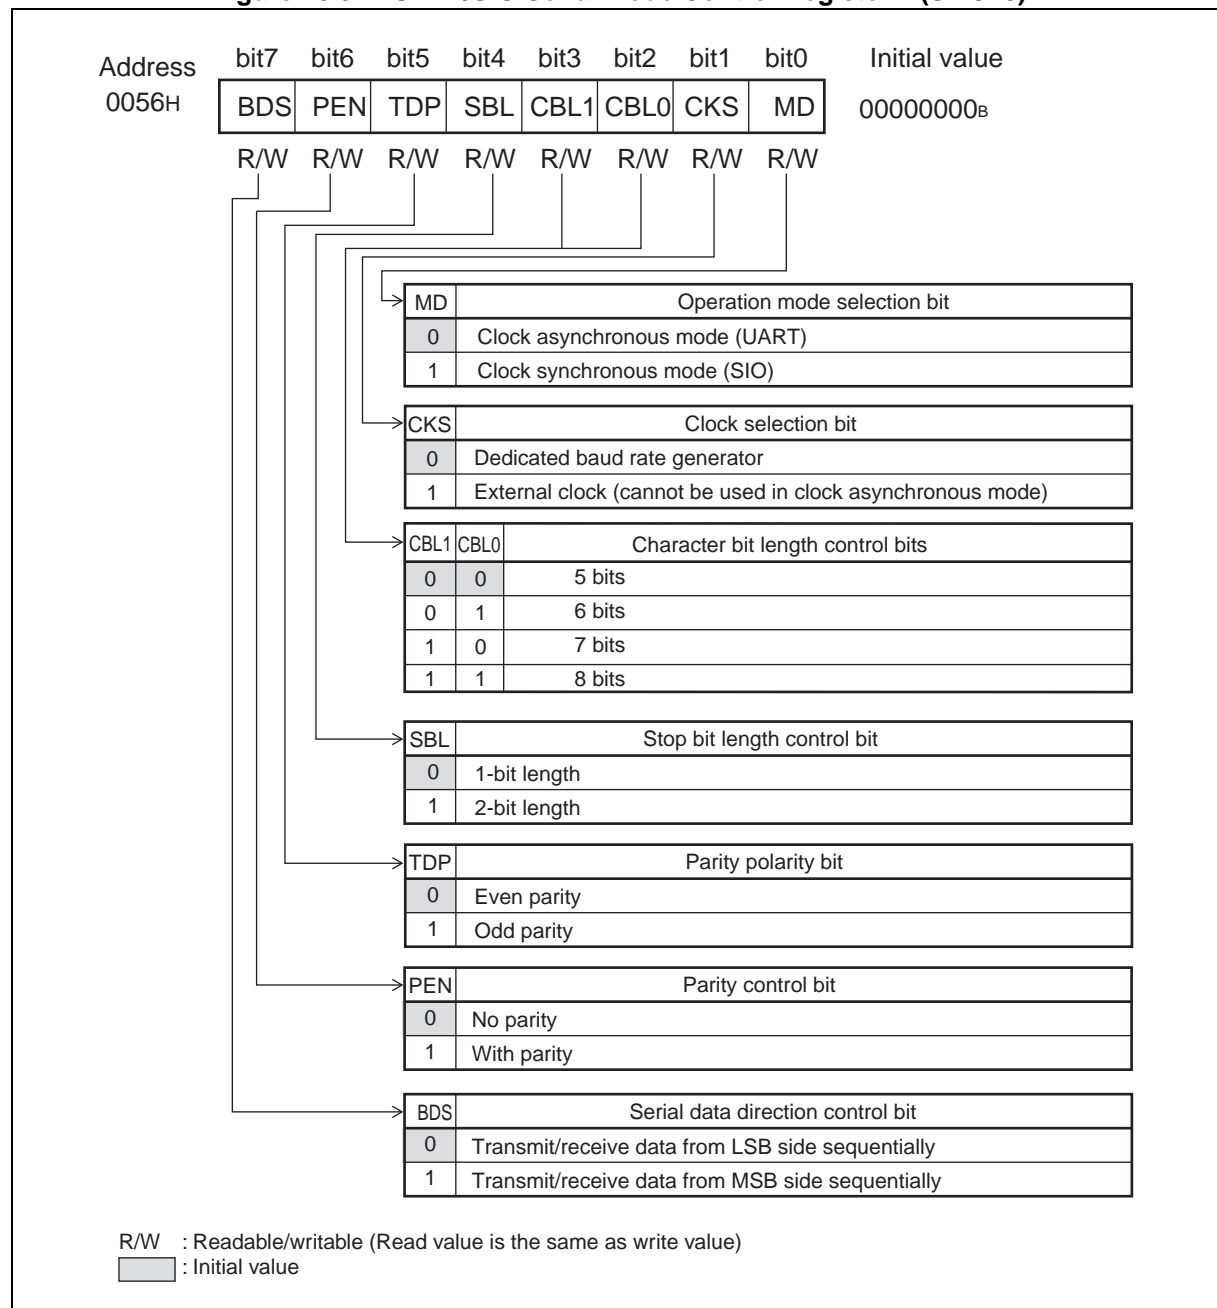 Address bit7 bit6 bit5 bit4 bit3 bit2 bit1 bit0 Initial value
0056H BDS PEN TDP SBL CBL1 CBL0 CKS MD 00000000B
R/W R/W R/W R/W R/W R/W R/W R/W
MD Operation mode selection bit
0 Clock asynchronous mode (UART)
1 Clock synchronous mode (SIO)
CKS Clock selection bit
0 Dedicated baud rate generator
1 External clock (cannot be used in clock asynchronous mode)
CBL1 CBL0 Character bit length control bits
0 0 5 bits
0 1 6 bits
1 0 7 bits
1 1 8 bits
SBL Stop bit length control bit
0 1-bit length
1 2-bit length
TDP Parity polarity bit
0 Even parity
1 Odd parity
PEN Parity control bit
0 No parity
1 With parity
BDS Serial data direction control bit
0 Transmit/receive data from LSB side sequentially
1 Transmit/receive data from MSB side sequentially
R/W : Readable/writable (Read value is the same as write value)
: Initial value